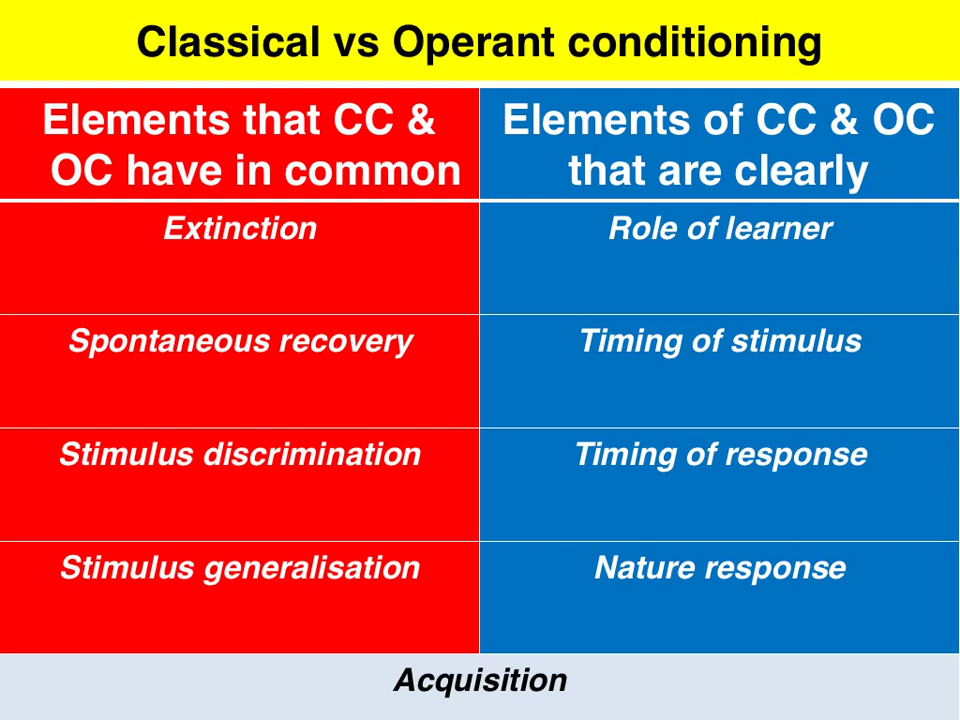 Classical vs Operant conditioning
Elements that CC &
OC have in common
Elements of CC & OC
that are clearly
Extinction
Role of learner
Spontaneous recovery
Timing of stimulus
Stimulus discrimination
Timing of response
Stimulus generalisation
Nature response
Acquisition